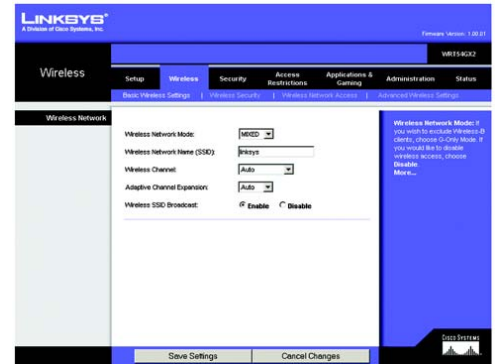 LINKSYS®
A Division of Cisco Systems, Inc.
Firmware Version: 1.00.01
WRT54GX2
Wireless
Setup Wireless Security Access Restrictions Applications & Gaming Administration Status
Basic Wireless Settings | Wireless Security | Wireless Network Access | Advanced Wireless Settings
Wireless Network
Wireless Network Mode: MIXED
Wireless Network Name (SSID): linksys
Wireless Channel: Auto
Adaptive Channel Expansion: Auto
Wireless SSID Broadcast: Enable Disable
Wireless Network Mode: If
you wish to exclude Wireless-B
clients, choose G-Only Mode. If
you would like to disable
wireless access, choose
Disable.
More...
CISCO SYSTEMS
Save Settings Cancel Changes